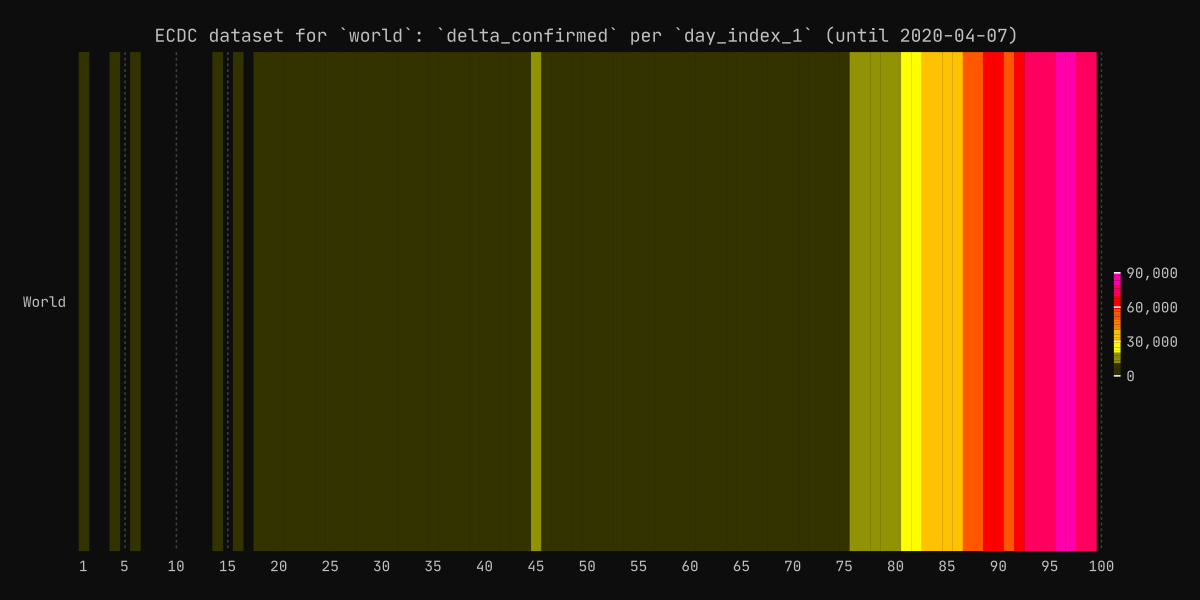 ECDC dataset for `world`: `delta_confirmed` per `day_index_1` (until 2020-04-07)
World
90,000
60,000
30,000
0
1 5 10 15 20 25 30 35 40 45 50 55 60 65 70 75 80 85 90 95 100